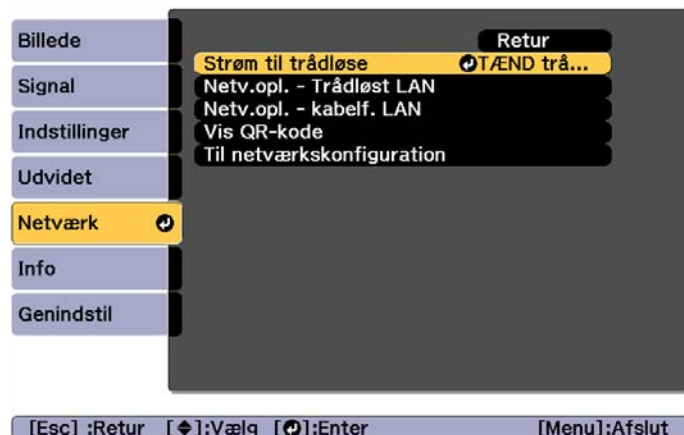 Billede
Signal
Indstillinger
Udvidet
Netværk
Info
Genindstil
Retur
Strøm til trådløse TÆND trå...
Netv.opl. - Trådløst LAN
Netv.opl. - kabelf. LAN
Vis QR-kode
Til netværkskonfiguration
[Esc] :Retur [ ]:Vælg [ ]:Enter [Menu]:Afslut